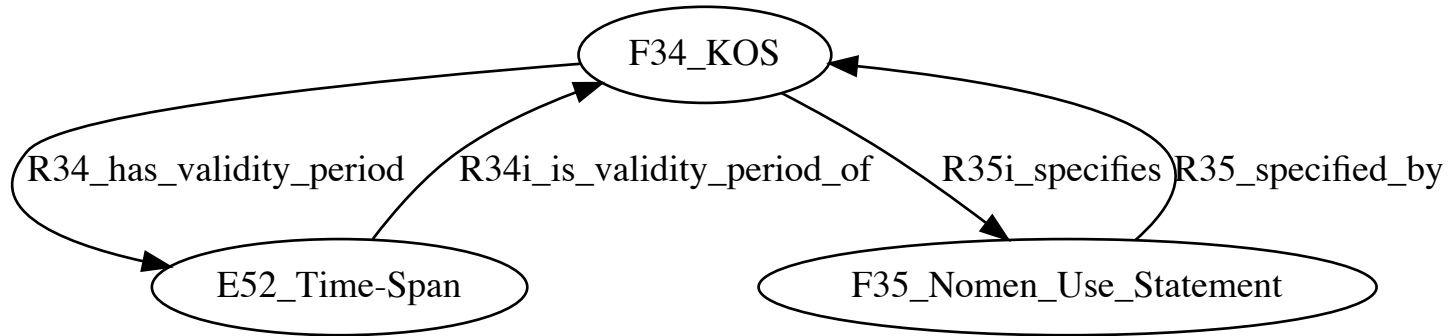 F34_KOS
R34_has_validity_period
R34i_is_validity_period_of
R35i_specifies
R35_specified_by
E52_Time-Span
F35_Nomen_Use_Statement